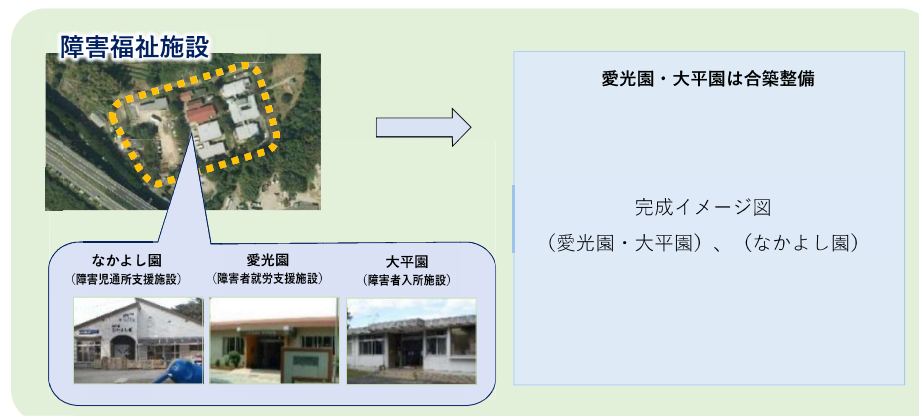 障害福祉施設
愛光園・大平園は合築整備
完成イメージ図
（愛光園・大平園）、（なかよし園）
なかよし園
（障害児通所支援施設）
愛光園
（障害者就労支援施設）
大平園
（障害者入所施設）